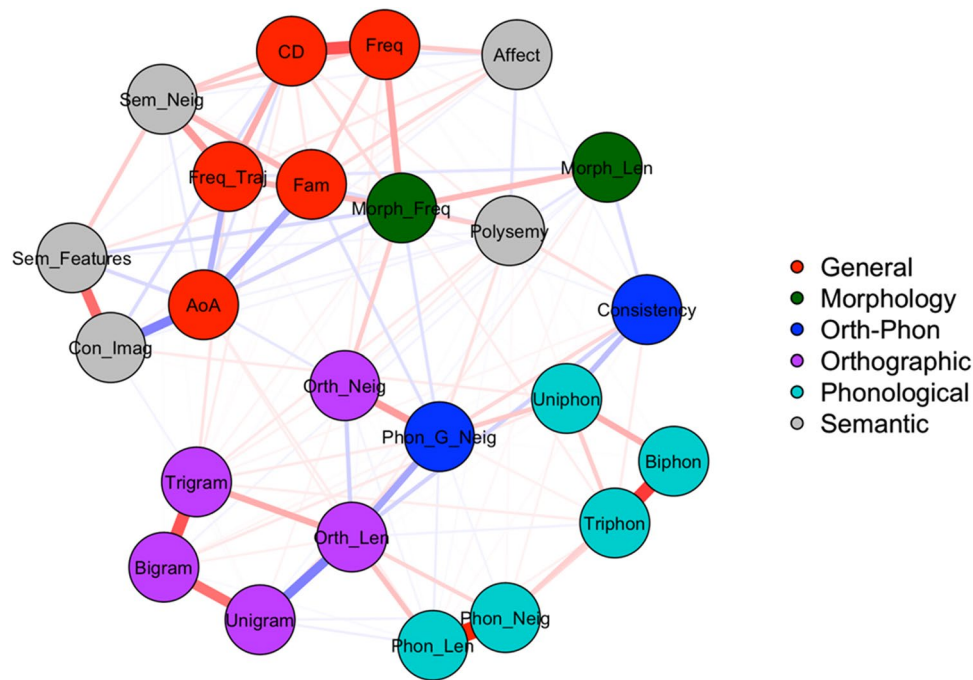 CD
Freq
Affect
Sem_Neig
Freq_Traj
Fam
Morph_Len
Morph_Freq
Polysemy
Sem_Features
AoA
Con_Imag
Consistency
Orth_Neig
Uniphon
Phon_G_Neig
Biphon
Trigram
Triphon
Orth_Len
Bigram
Unigram
Phon_Neig
Phon_Len
General
Morphology
Orth-Phon
Orthographic
Phonological
Semantic